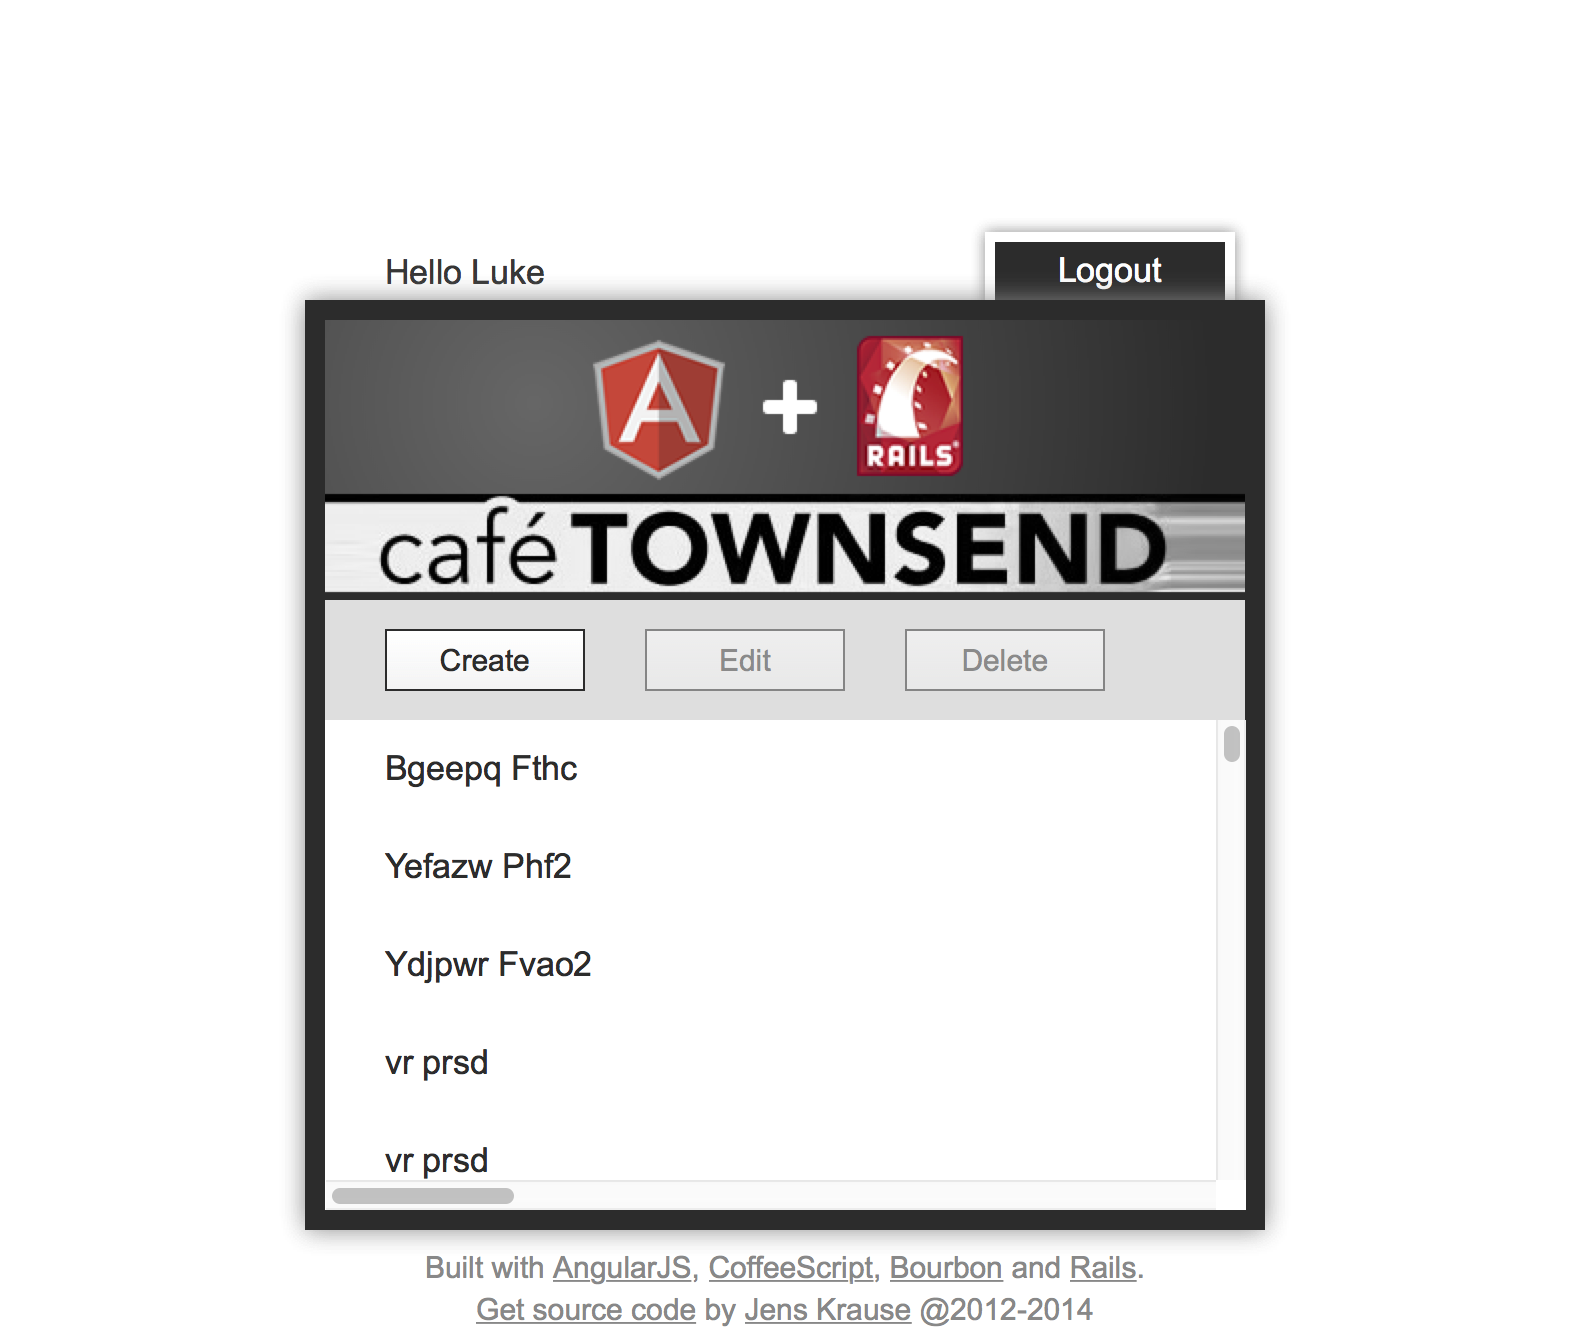 Hello Luke
Logout
RAILS
café TOWNSEND
Create
Edit
Delete
Bgeepq Fthc
Yefazw Phf2
Ydjpwr Fvao2
vr prsd
vr prsd
Built with AngularJS, CoffeeScript, Bourbon and Rails.
Get source code by Jens Krause @2012-2014